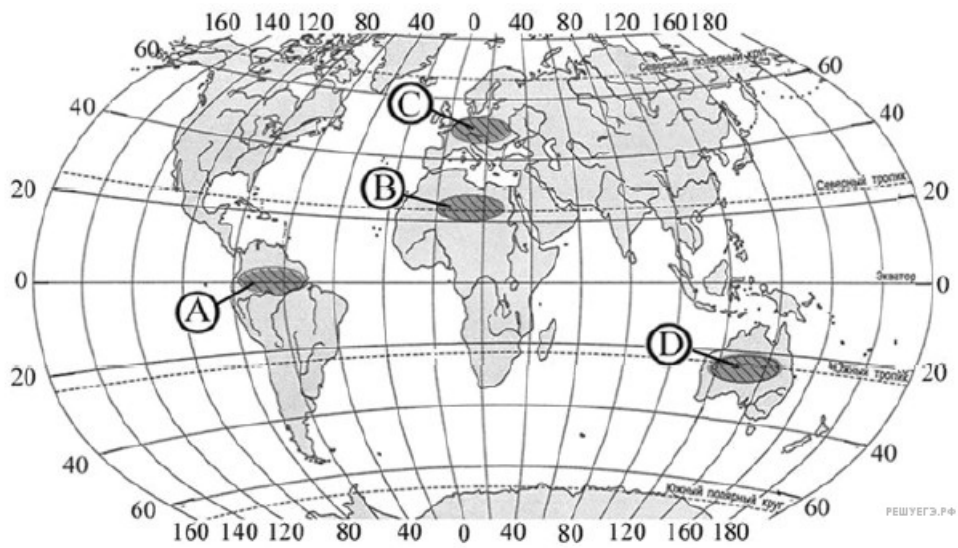 160 140 120 80 40 0 40 80 120 160 180
60 Северный полярный круг 60
C
40 40
B
Северный тропик
20 20
0 Экватор 0
A
D
Южный тропик
20 20
40 40
южный полярный круг
60 60
РЕШУЕГЭ.РФ
160 140 120 80 40 0 40 80 120 160 180